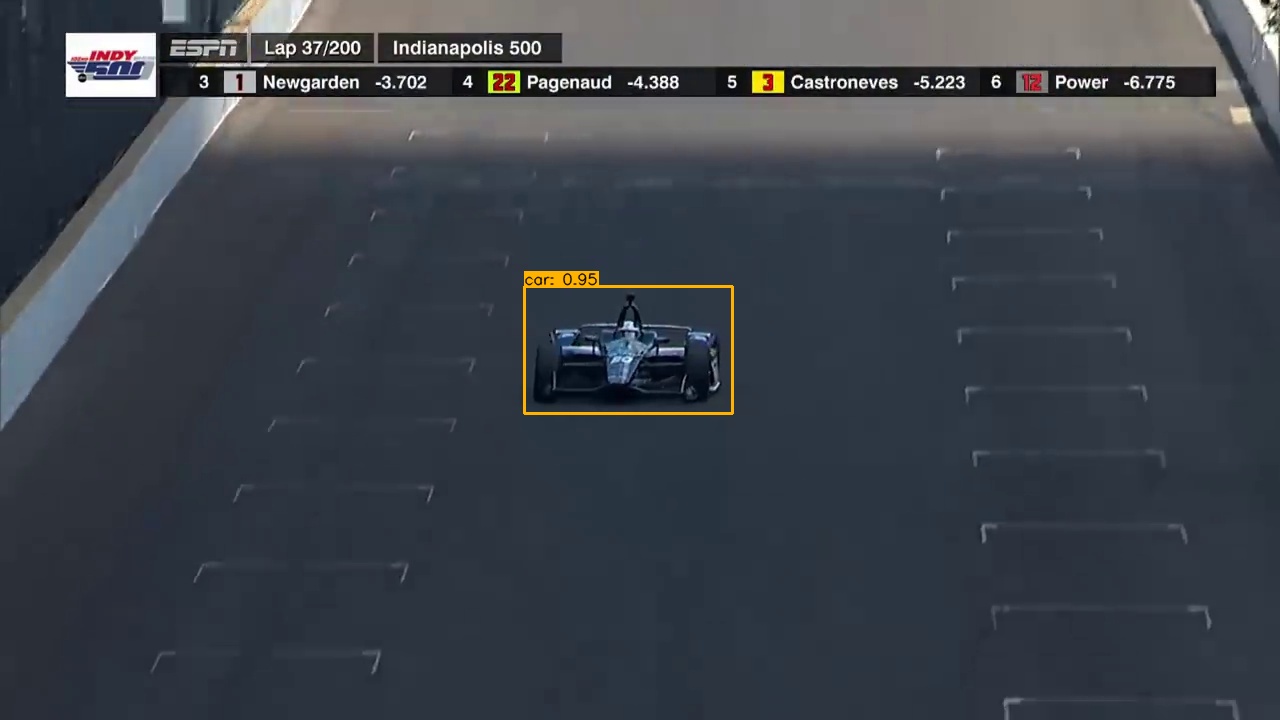 ESPN Lap 37/200 Indianapolis 500
INDY
500
3 1 Newgarden -3.702 4 22 Pagenaud -4.388 5 3 Castroneves -5.223 6 12 Power -6.775
car: 0.95
20